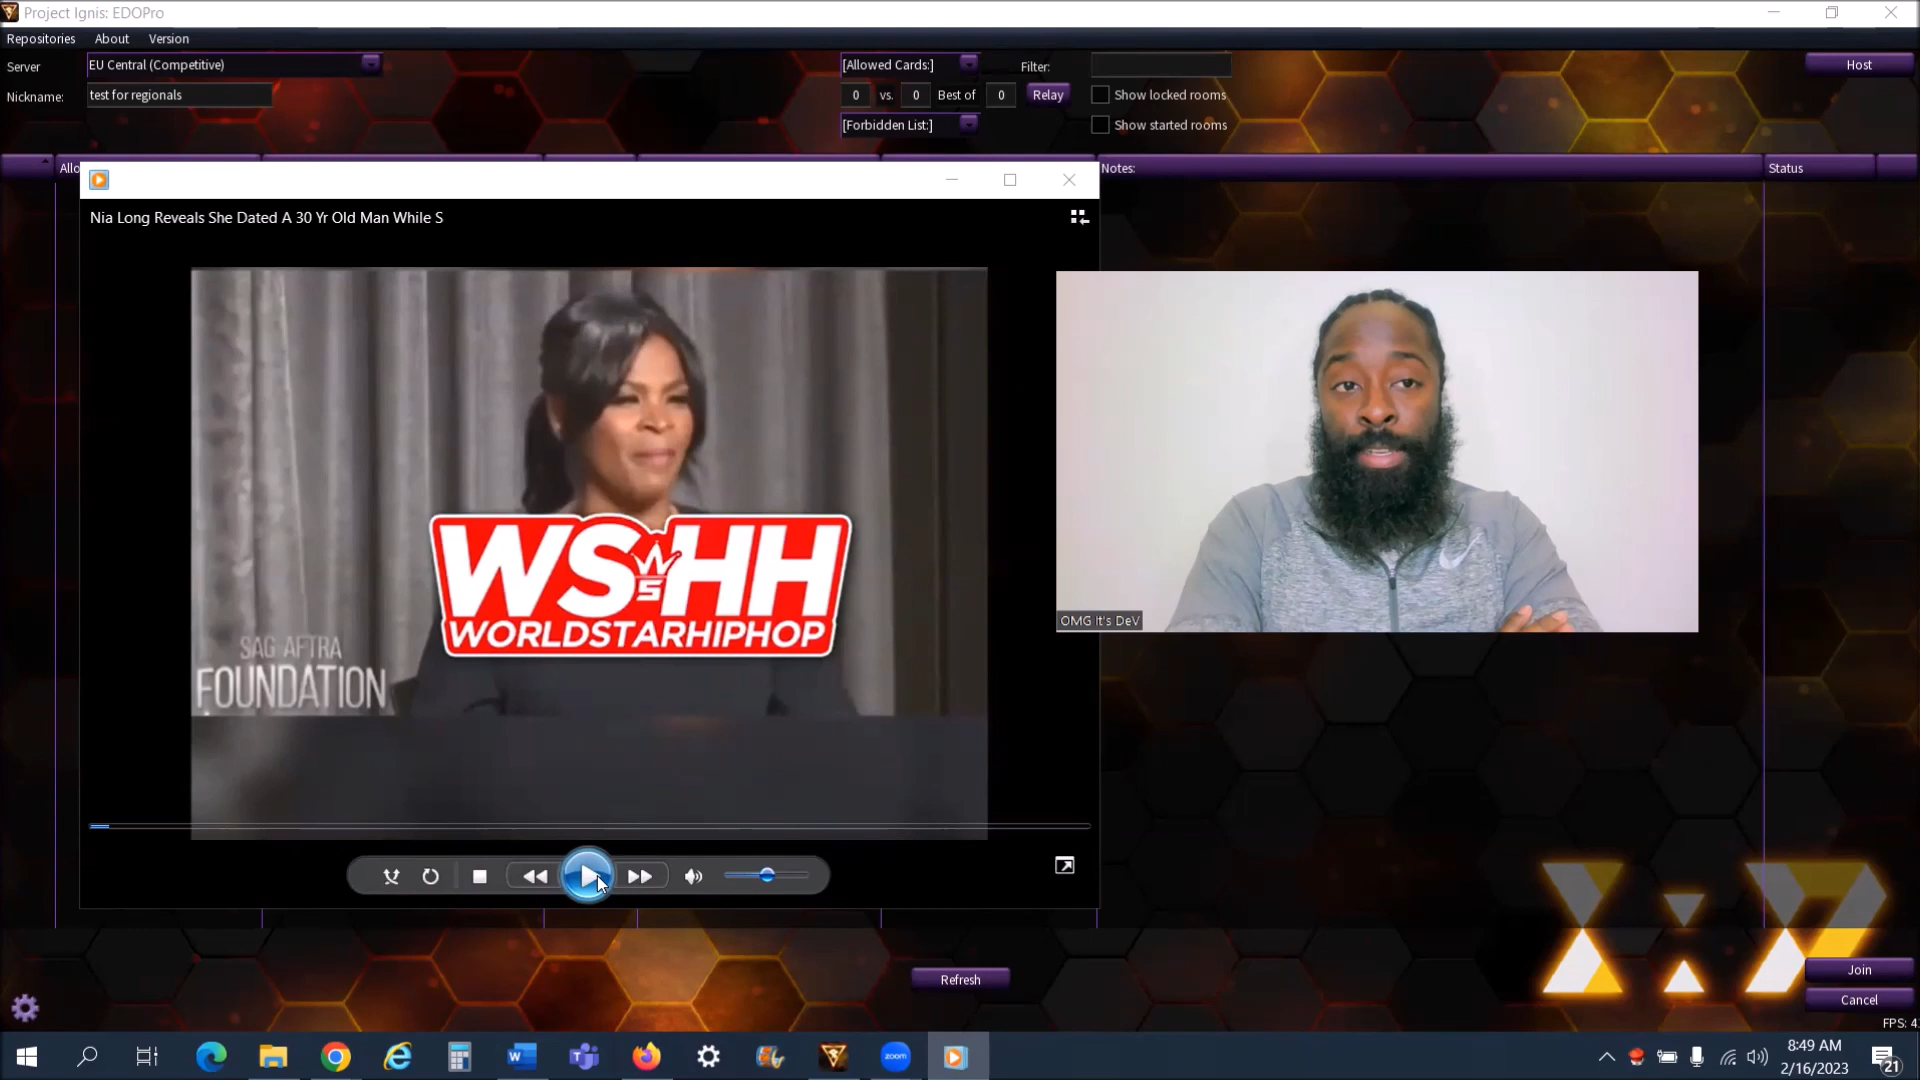 Project Ignis: EDOPro
Repositories About Version
Server EU Central (Competitive) [Allowed Cards:] Filter: Host
Nickname: test for regionals 0 vs. 0 Best of 0 Relay Show locked rooms
[Forbidden List:] Show started rooms
Allo Notes: Status
Nia Long Reveals She Dated A 30 Yr Old Man While S
WSHH
WS
WORLDSTARHIPHOP
SAG AFTRA
FOUNDATION
OMG It's DeV
Refresh
Join
Cancel
FPS: 4
zoom
8:49 AM
2/16/2023
21